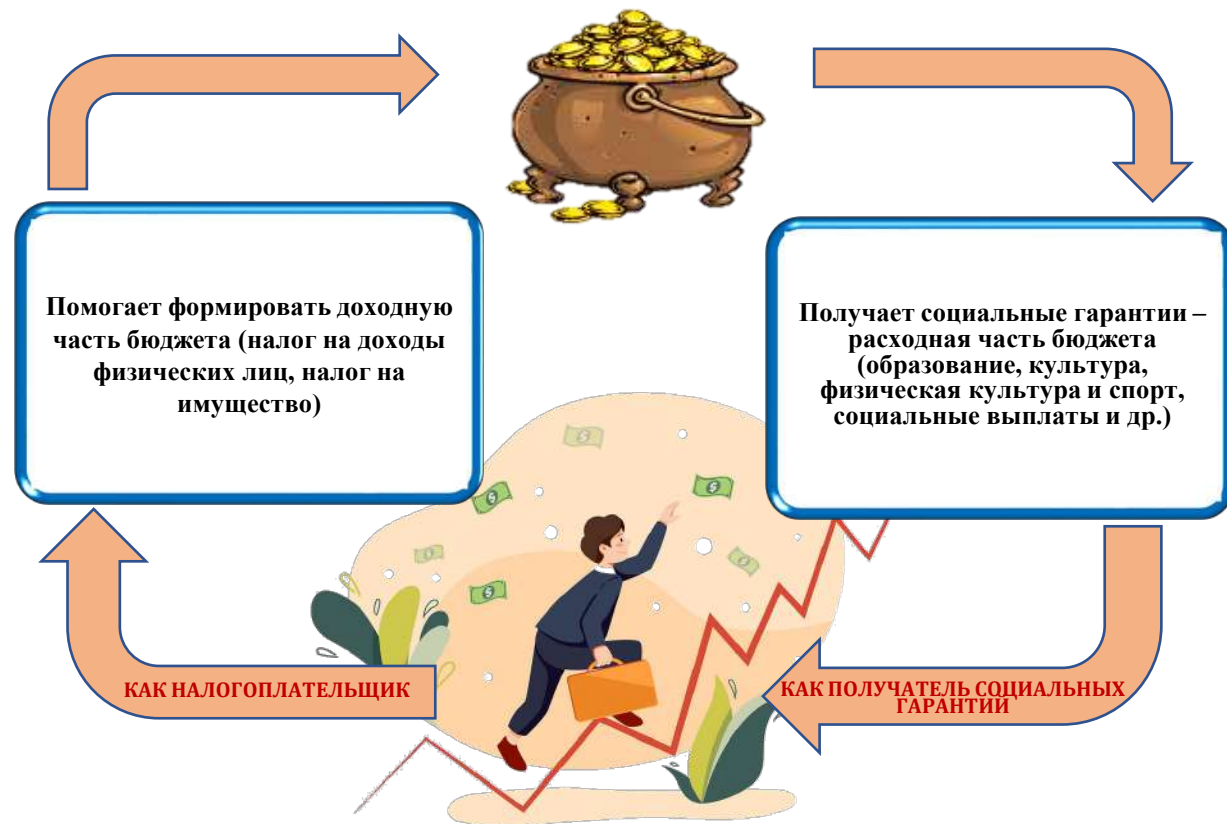 Помогает формировать доходную
часть бюджета (налог на доходы
физических лиц, налог на
имущество)
Получает социальные гарантии –
расходная часть бюджета
(образование, культура,
физическая культура и спорт,
социальные выплаты и др.)
КАК НАЛОГОПЛАТЕЛЬЩИК
КАК ПОЛУЧАТЕЛЬ СОЦИАЛЬНЫХ
ГАРАНТИЙ